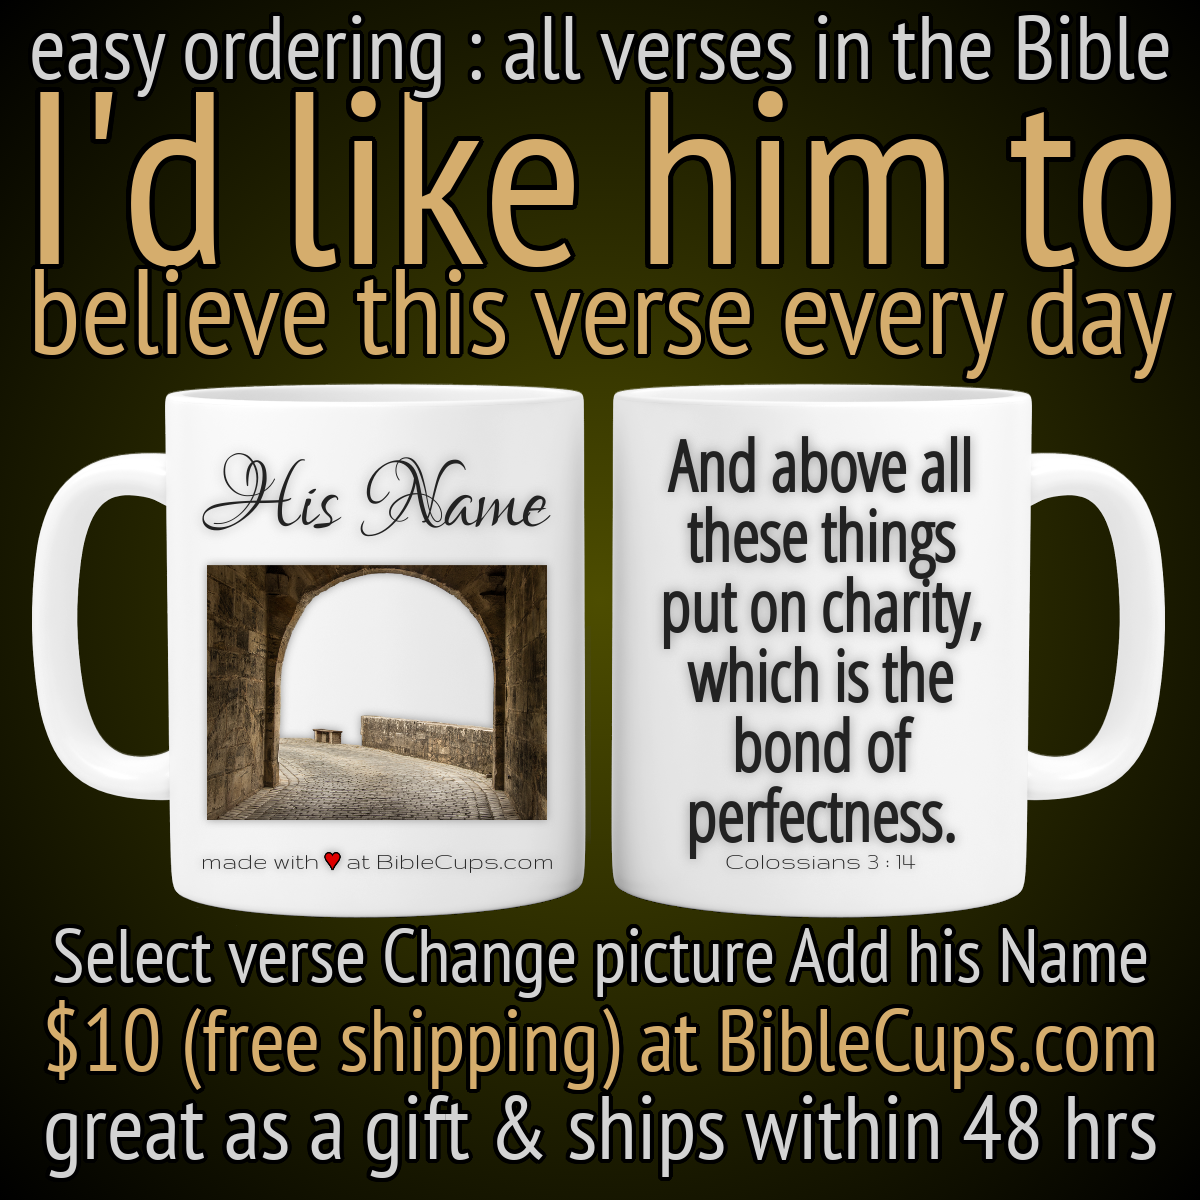 easy ordering : all verses in the Bible
I'd like him to
believe this verse every day
His Name
made with ♥ at BibleCups.com
And above all
these things
put on charity,
which is the
bond of
perfectness.
Colossians 3 : 14
Select verse Change picture Add his Name
$10 (free shipping) at BibleCups.com
great as a gift & ships within 48 hrs